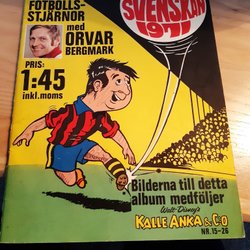 FOTBOLLS-
STJÄRNOR
MED
ORVAR
BERGMARK
SVENSKAN
1971
PRIS:
1:45
inkl.moms
Bilderna till detta
album medföljer
Walt Disney's
KALLE ANKA & C:O
NR. 15-26